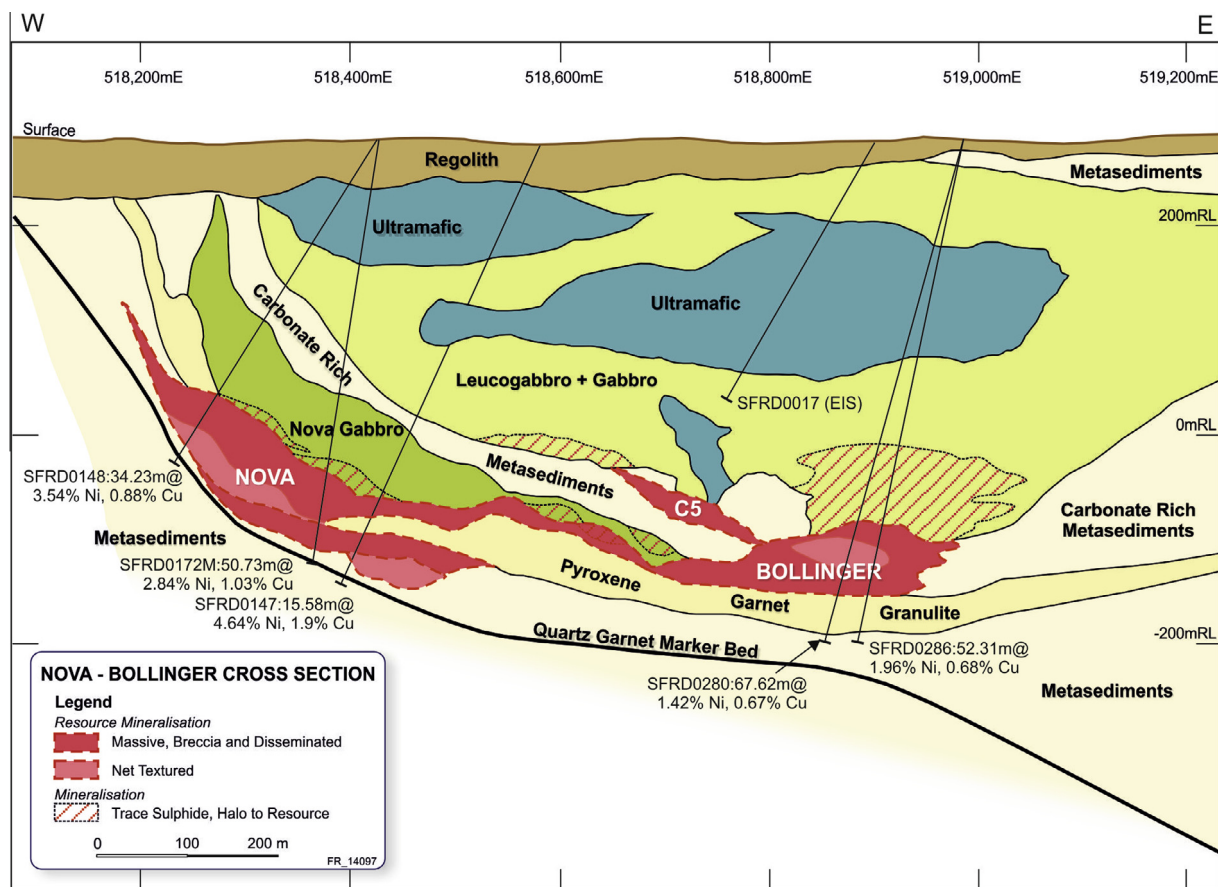 W
E
518,200mE
518,400mE
518,600mE
518,800mE
519,000mE
519,200mE
Surface
Regolith
Metasediments
200mRL
Ultramafic
Ultramafic
Carbonate Rich
Leucogabbro + Gabbro
SFRD0017 (EIS)
Nova Gabbro
0mRL
Metasediments
NOVA
SFRD0148:34.23m@
3.54% Ni, 0.88% Cu
C5
Carbonate Rich
Metasediments
Metasediments
SFRD0172M:50.73m@
2.84% Ni, 1.03% Cu
BOLLINGER
Pyroxene
Garnet
Granulite
SFRD0147:15.58m@
4.64% Ni, 1.9% Cu
Quartz Garnet Marker Bed
-200mRL
SFRD0286:52.31m@
1.96% Ni, 0.68% Cu
SFRD0280:67.62m@
1.42% Ni, 0.67% Cu
Metasediments
NOVA - BOLLINGER CROSS SECTION
Legend
Resource Mineralisation
Massive, Breccia and Disseminated
Net Textured
Mineralisation
Trace Sulphide, Halo to Resource
0 100 200 m
FR_14097